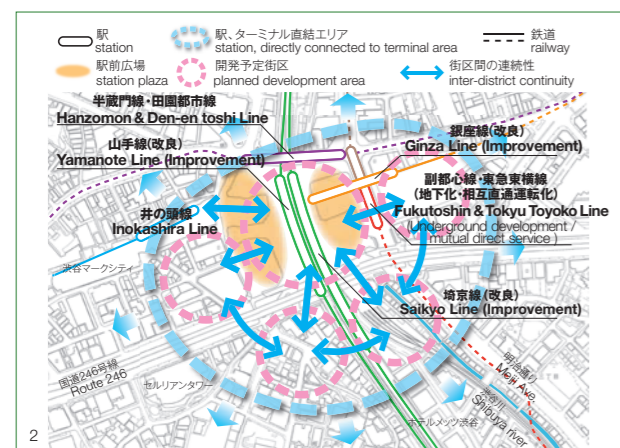 駅
station
駅、ターミナル直結エリア
station, directly connected to terminal area
鉄道
railway
駅前広場
station plaza
開発予定街区
planned development area
街区間の連続性
inter-district continuity
半蔵門線・田園都市線
Hanzomon & Den-en toshi Line
山手線(改良)
Yamanote Line (Improvement)
銀座線(改良)
Ginza Line (Improvement)
副都心線・東急東横線
(地下化・相互直通運転化)
Fukutoshin & Tokyu Toyoko Line
(Underground development /
mutual direct service )
井の頭線
Inokashira Line
渋谷マークシティ
埼京線(改良)
Saikyo Line (Improvement)
国道246号線
Route 246
セルリアンタワー
明治通り
Meiji Ave.
渋谷川
Shibuya river
ホテルメッツ渋谷
2